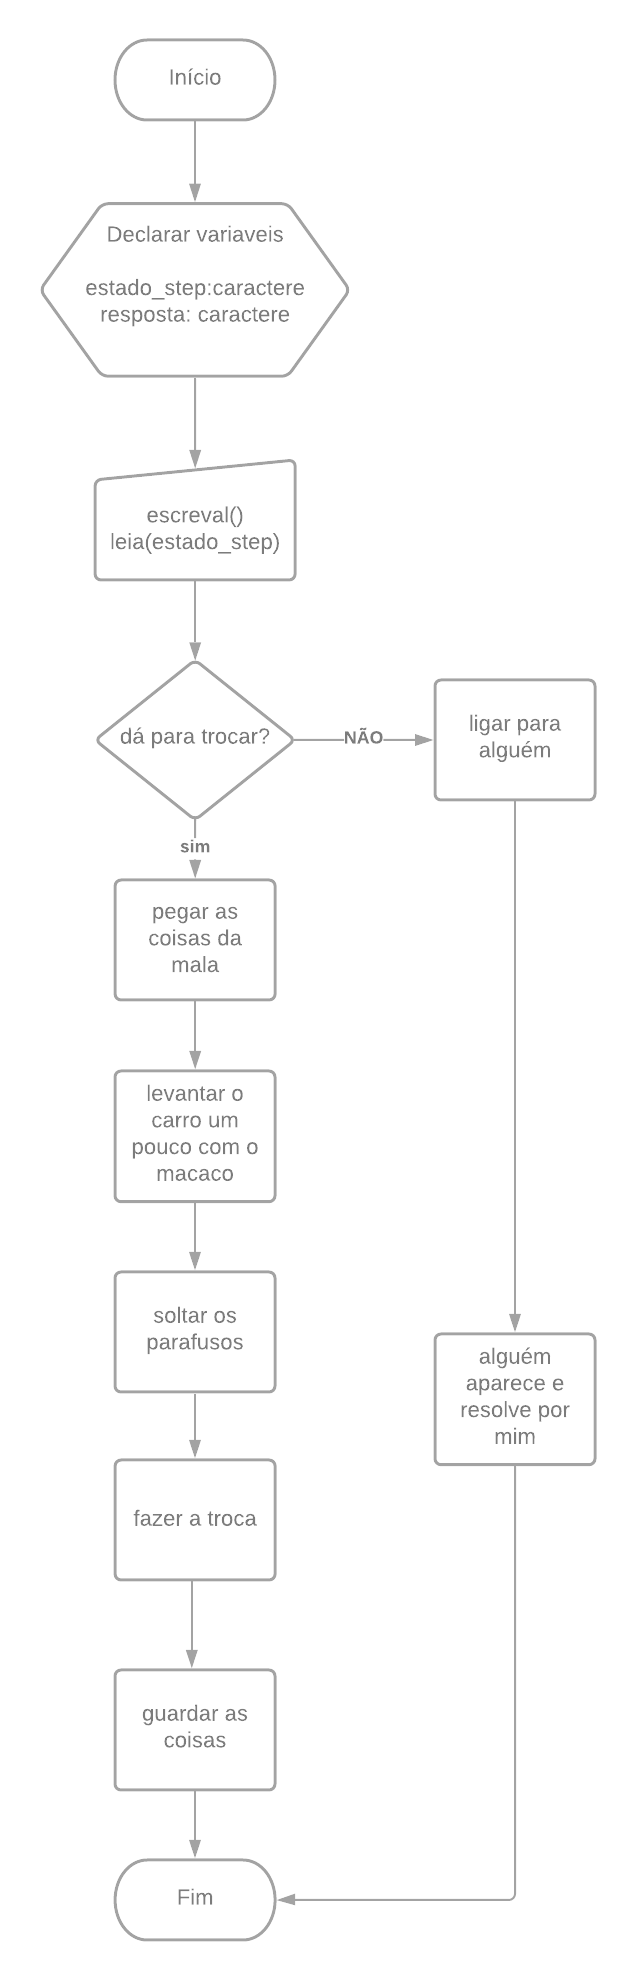 Início
Declarar variaveis
estado_step:caractere
resposta: caractere
escreval()
leia(estado_step)
dá para trocar?
NÃO
ligar para
alguém
sim
pegar as
coisas da
mala
levantar o
carro um
pouco com o
macaco
soltar os
parafusos
alguém
aparece e
resolve por
mim
fazer a troca
guardar as
coisas
Fim